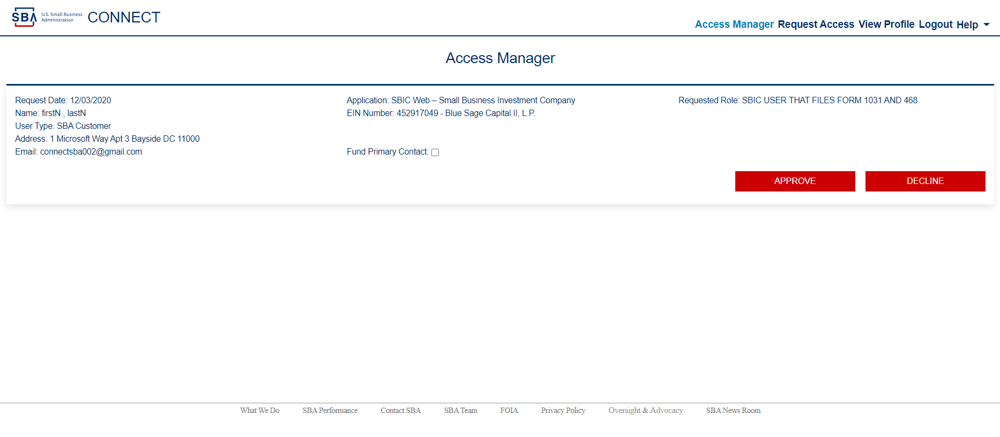 SBA U.S. Small Business Administration CONNECT
Access Manager Request Access View Profile Logout Help
Access Manager
Request Date: 12/03/2020
Name: firstN , lastN
User Type: SBA Customer
Address: 1 Microsoft Way Apt 3 Bayside DC 11000
Email: connectsba002@gmail.com
Application: SBIC Web – Small Business Investment Company
EIN Number: 452917049 - Blue Sage Capital II, L.P.
Fund Primary Contact:
Requested Role: SBIC USER THAT FILES FORM 1031 AND 468
APPROVE DECLINE
What We Do SBA Performance Contact SBA SBA Team FOIA Privacy Policy Oversight & Advocacy SBA News Room